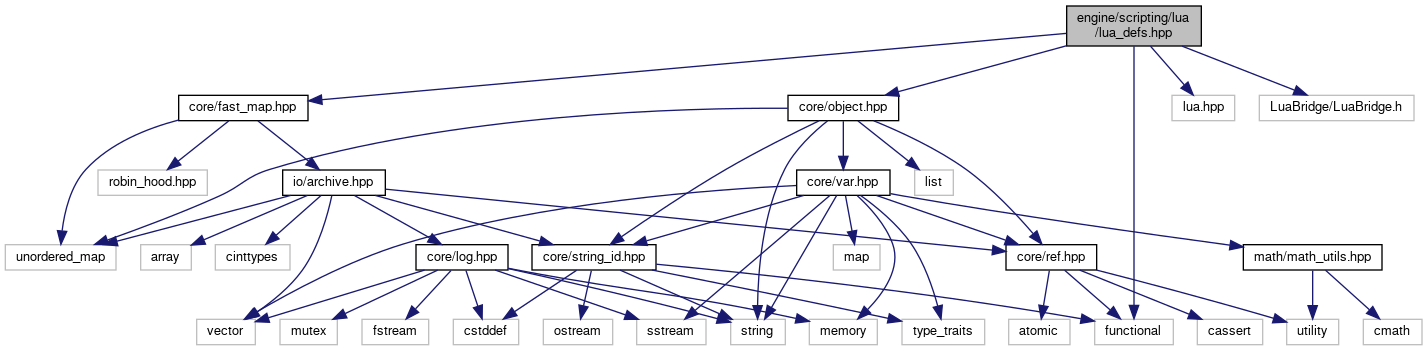 engine/scripting/lua
/lua_defs.hpp
core/fast_map.hpp
core/object.hpp
lua.hpp
LuaBridge/LuaBridge.h
robin_hood.hpp
io/archive.hpp
core/var.hpp
list
unordered_map
array
cinttypes
core/log.hpp
core/string_id.hpp
map
core/ref.hpp
math/math_utils.hpp
vector
mutex
fstream
cstddef
ostream
sstream
string
memory
type_traits
atomic
functional
cassert
utility
cmath